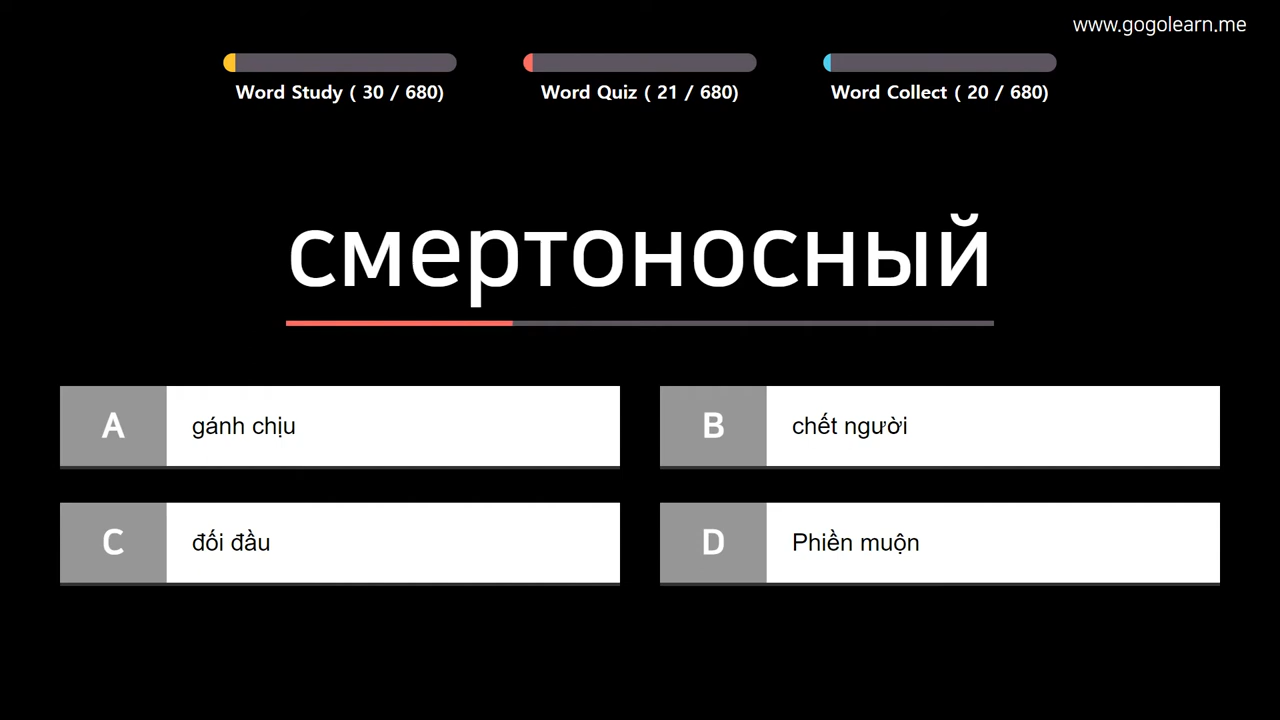 www.gogolearn.me
Word Study ( 30 / 680)
Word Quiz ( 21 / 680)
Word Collect ( 20 / 680)
смертоносный
A gánh chịu
B chết người
C đối đầu
D Phiền muộn